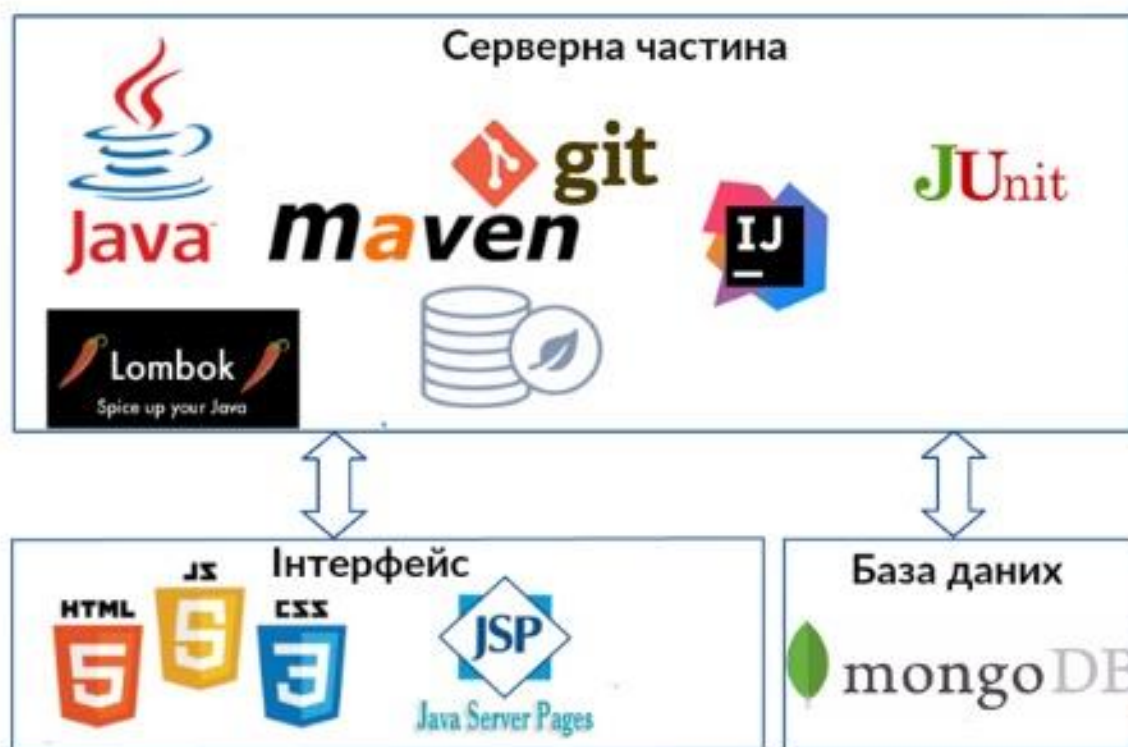 Серверна частина
Java
git
maven
IJ
JUnit
Lombok
Spice up your Java
Інтерфейс
HTML
5
JS
5
CSS
3
JSP
Java Server Pages
База даних
mongoDB